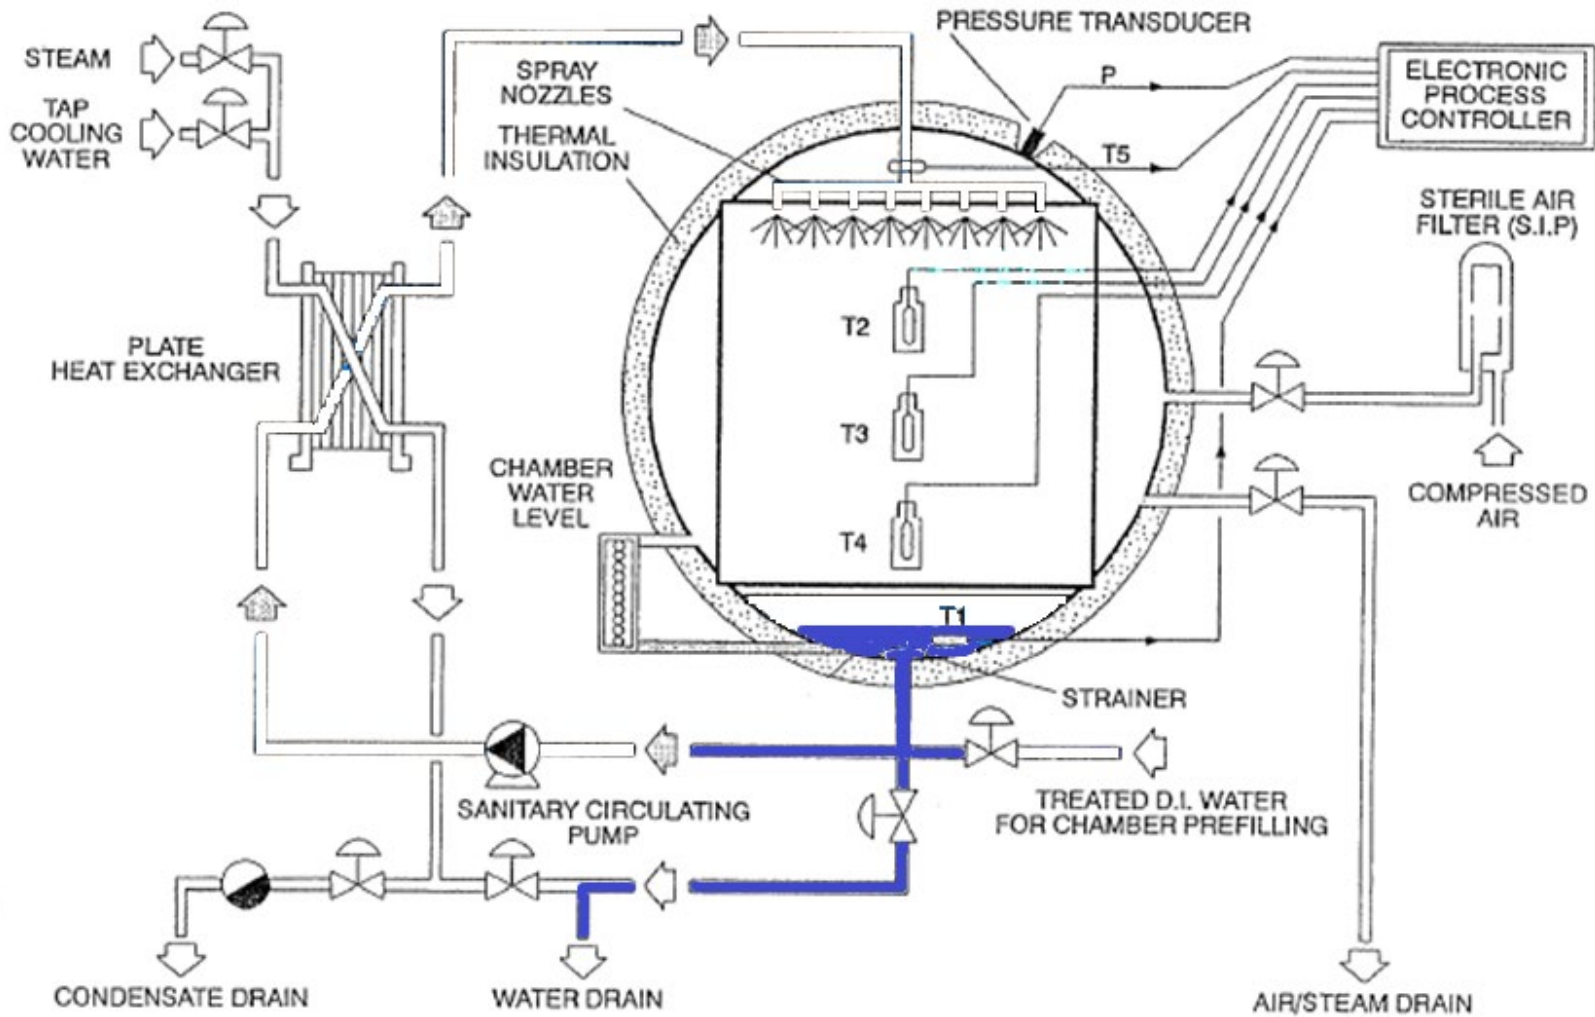 PRESSURE TRANSDUCER
STEAM
TAP
COOLING
WATER
SPRAY
NOZZLES
THERMAL
INSULATION
P
T5
ELECTRONIC
PROCESS
CONTROLLER
STERILE AIR
FILTER (S.I.P)
PLATE
HEAT EXCHANGER
T2
T3
T4
CHAMBER
WATER
LEVEL
COMPRESSED
AIR
T1
STRAINER
SANITARY CIRCULATING
PUMP
TREATED D.I. WATER
FOR CHAMBER PREFILLING
CONDENSATE DRAIN
WATER DRAIN
AIR/STEAM DRAIN